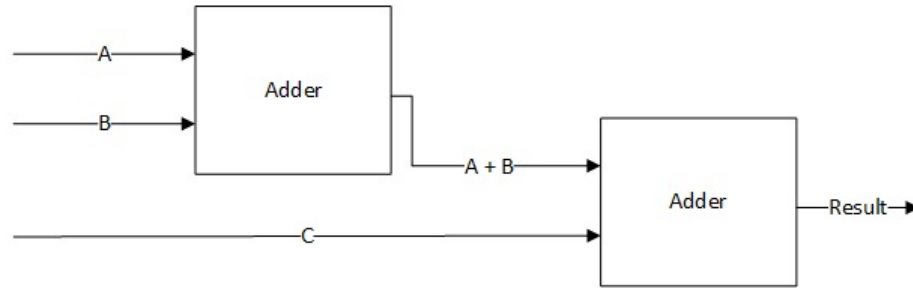 A
Adder
B
A + B
Adder
Result
C